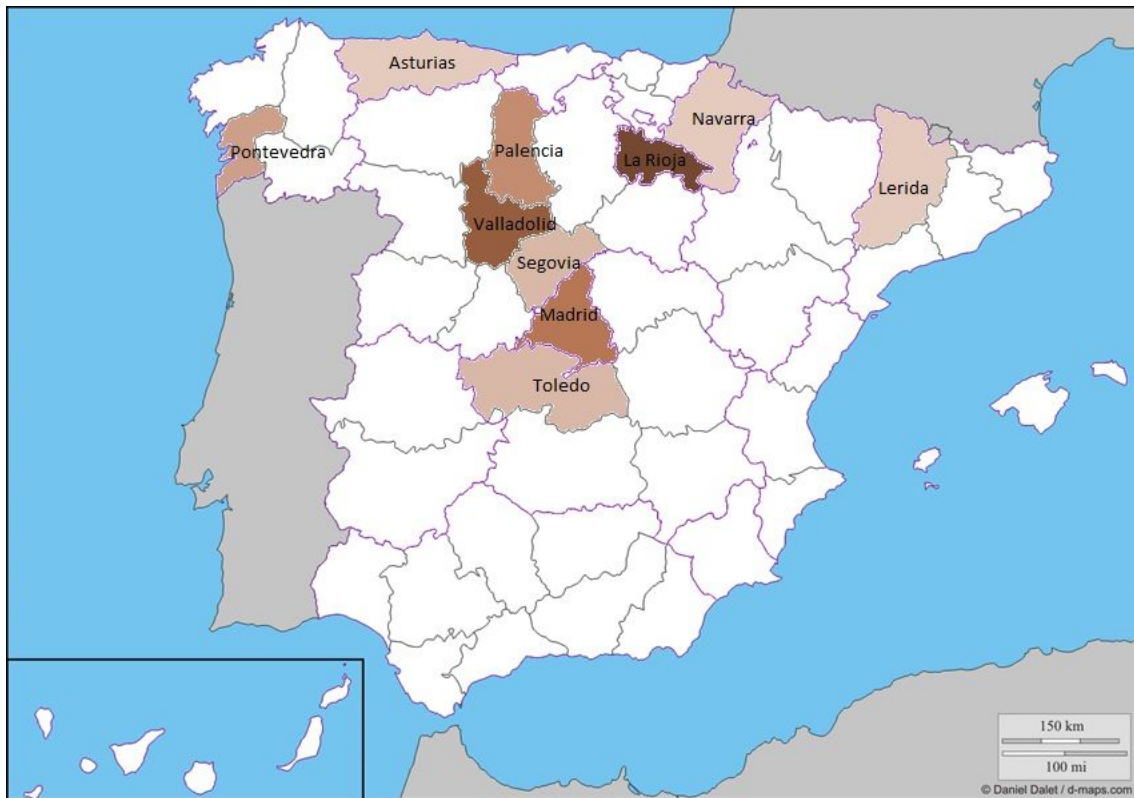 Asturias
Navarra
Pontevedra
Palencia
La Rioja
Lerida
Valladolid
Segovia
Madrid
Toledo
150 km
100 mi
© Daniel Dalet / d-maps.com